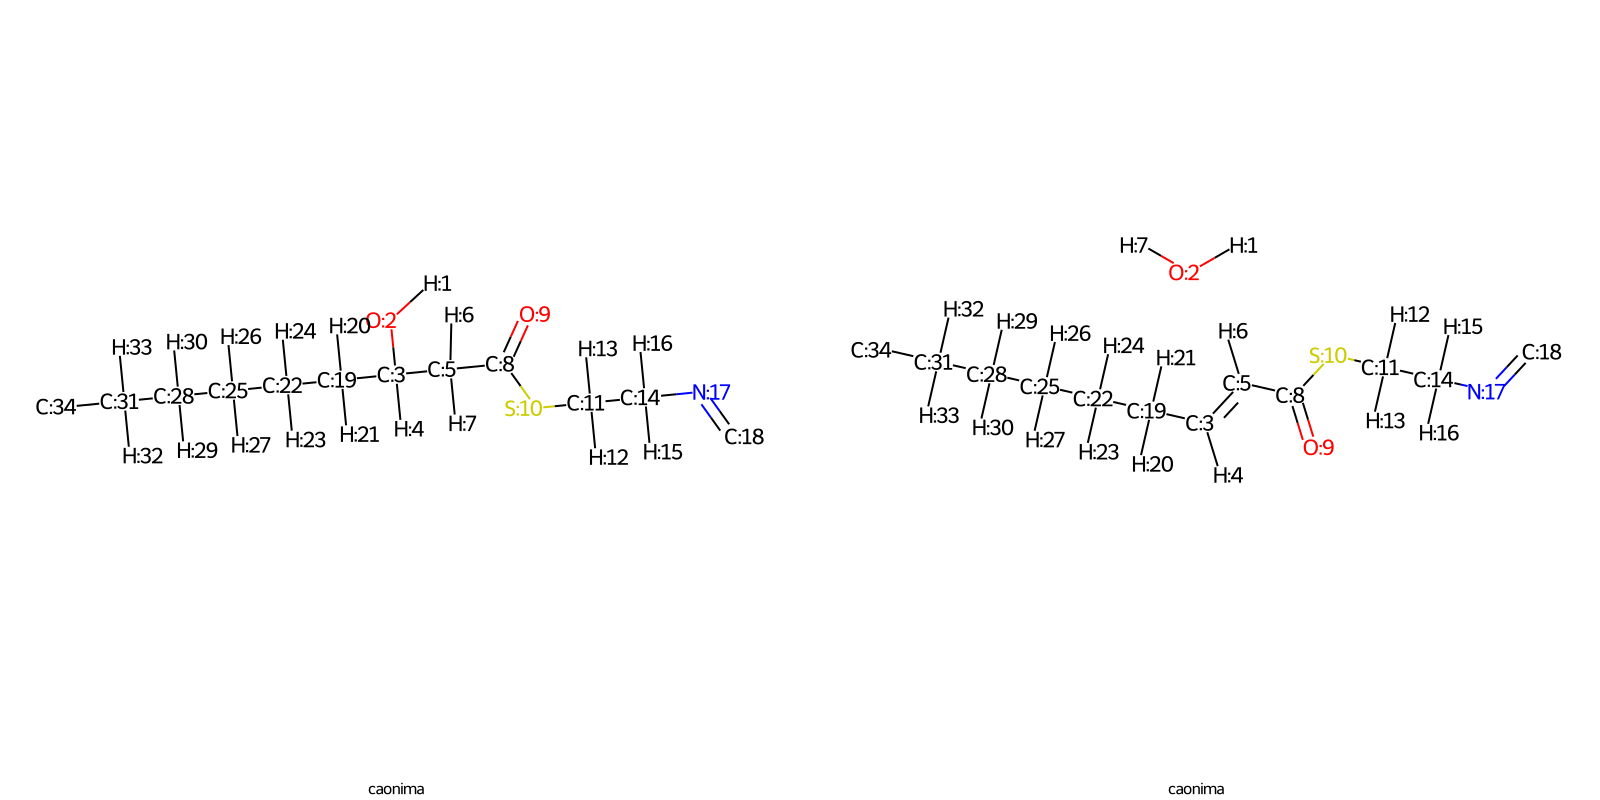 H:1
H:7 H:1
O:2
H:33 H:30 H:26 H:24 H:20 O:2 H:6 O:9
H:32 H:29 H:26 H:24 H:21 H:6 H:12 H:15
H:13 H:16
C:34 C:31 C:28 C:25 C:22 C:19 C:3 C:5 C:8 S:10 C:11 C:14 N:17 C:18
C:34 C:31 C:28 C:25 C:22 C:19 C:3 C:5 C:8 S:10 C:11 C:14 N:17 C:18
H:32 H:29 H:27 H:23 H:21 H:4 H:7 H:12 H:15
H:33 H:30 H:27 H:23 H:20 H:4 O:9 H:13 H:16
caonima caonima